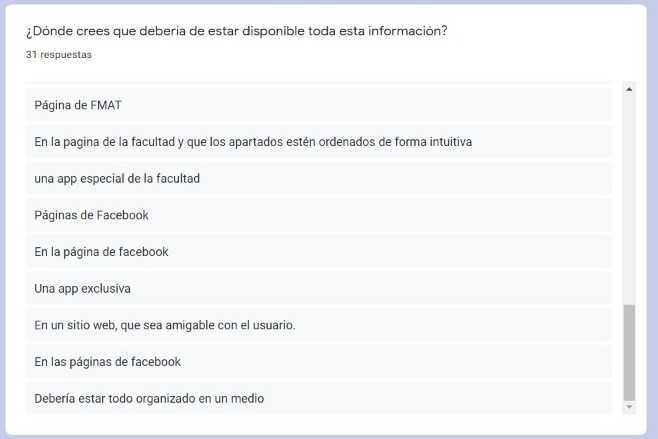 ¿Dónde crees que debería de estar disponible toda esta información?
31 respuestas
Página de FMAT
En la pagina de la facultad y que los apartados estén ordenados de forma intuitiva
una app especial de la facultad
Páginas de Facebook
En la página de facebook
Una app exclusiva
En un sitio web, que sea amigable con el usuario.
En las páginas de facebook
Debería estar todo organizado en un medio